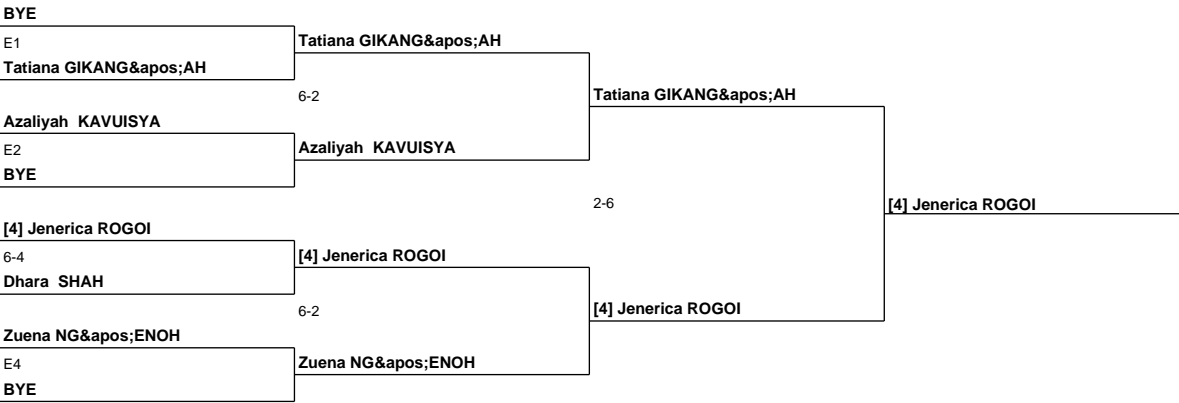 BYE
E1
Tatiana GIKANG&apos;AH
Tatiana GIKANG&apos;AH
6-2
Tatiana GIKANG&apos;AH
Azaliyah  KAVUISYA
E2
Azaliyah  KAVUISYA
BYE
2-6
[4] Jenerica ROGOI
[4] Jenerica ROGOI
6-4
[4] Jenerica ROGOI
Dhara  SHAH
6-2
[4] Jenerica ROGOI
Zuena NG&apos;ENOH
E4
Zuena NG&apos;ENOH
BYE